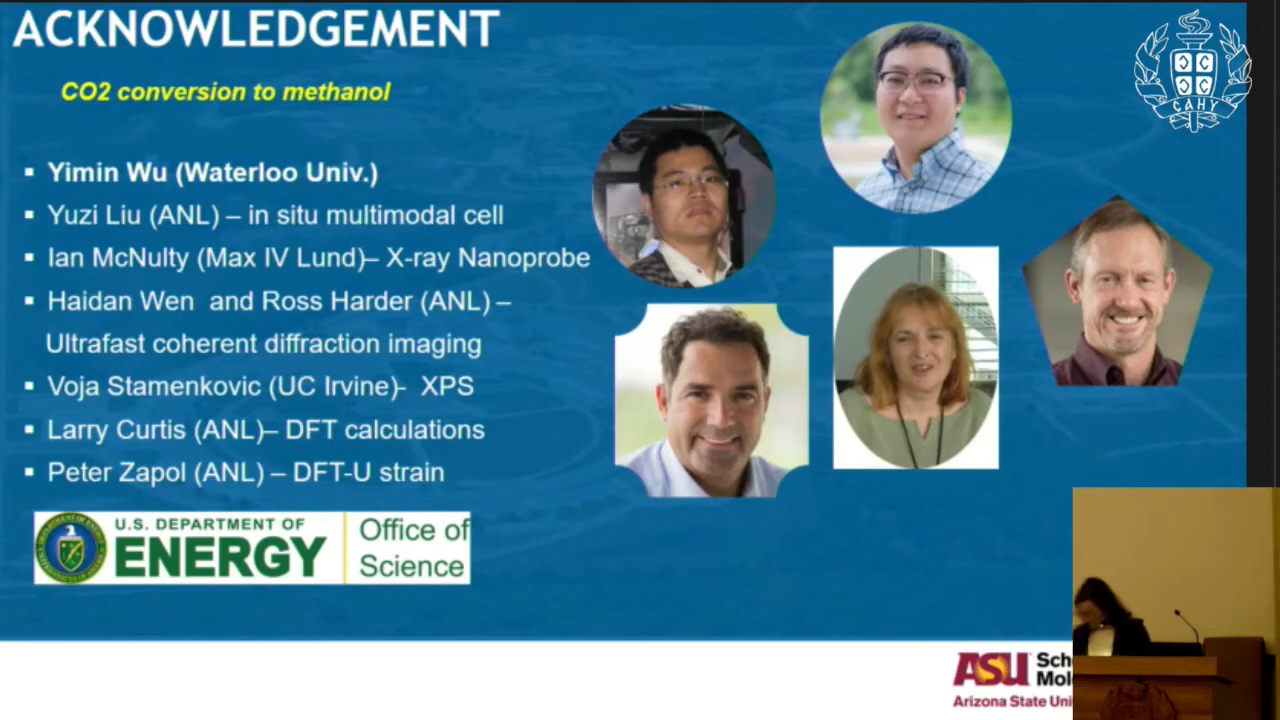 ACKNOWLEDGEMENT
CO2 conversion to methanol
▪ Yimin Wu (Waterloo Univ.)
▪ Yuzi Liu (ANL) – in situ multimodal cell
▪ Ian McNulty (Max IV Lund)– X-ray Nanoprobe
▪ Haidan Wen and Ross Harder (ANL) –
Ultrafast coherent diffraction imaging
▪ Voja Stamenkovic (UC Irvine)- XPS
▪ Larry Curtis (ANL)– DFT calculations
▪ Peter Zapol (ANL) – DFT-U strain
U.S. DEPARTMENT OF
ENERGY
Office of
Science
САНУ
ASU
Arizona State